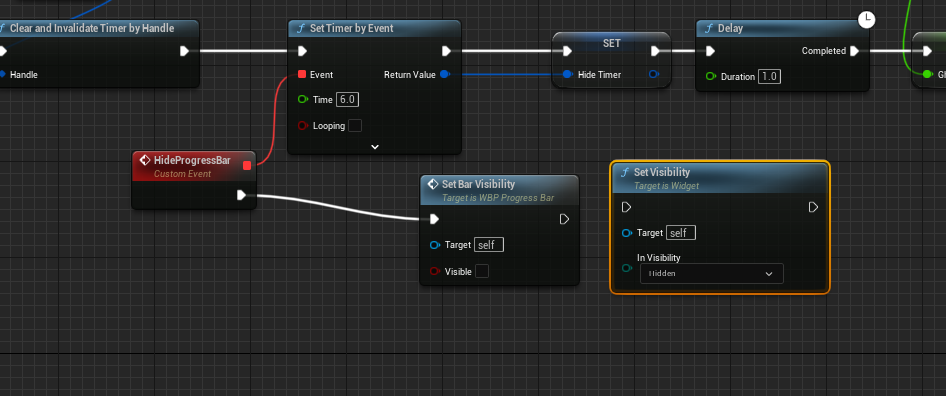 Clear and Invalidate Timer by Handle
Handle
Set Timer by Event
Event
Return Value
Time 6.0
Looping
SET
Hide Timer
Delay
Completed
Duration 1.0
HideProgressBar
Custom Event
Set Bar Visibility
Target is WBP Progress Bar
Target self
Visible
Set Visibility
Target is Widget
Target self
In Visibility
Hidden